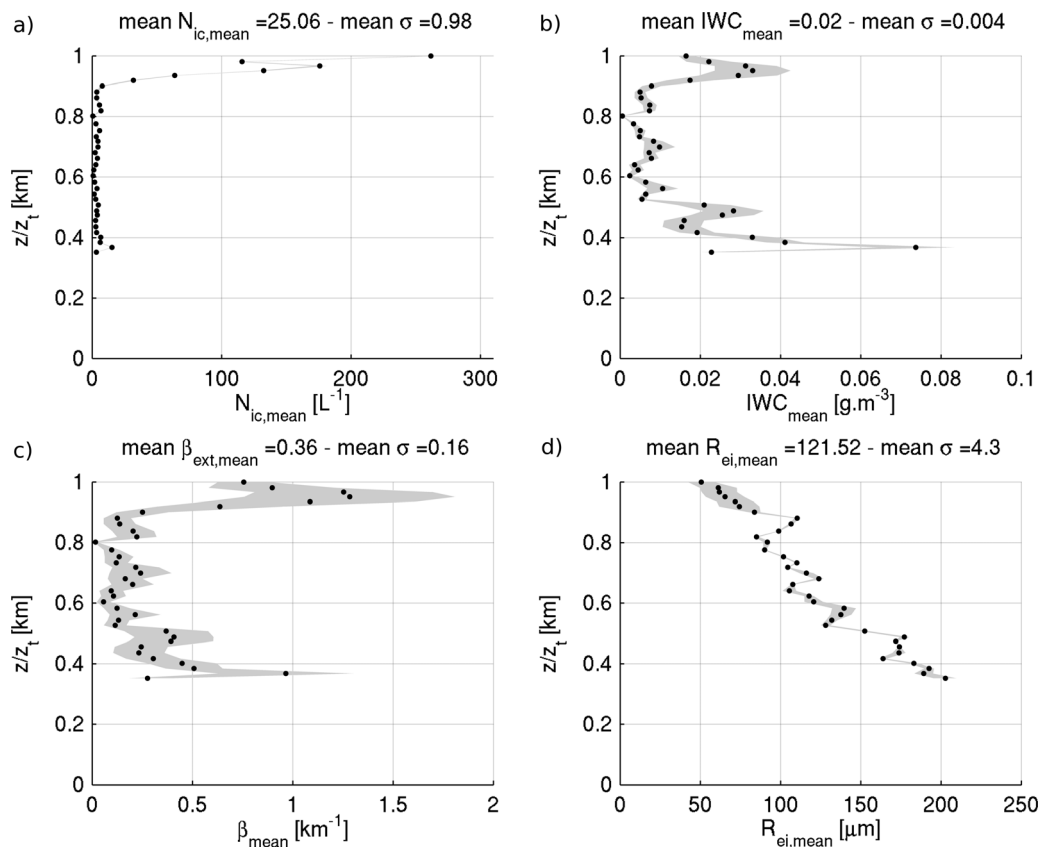 a) mean N_ic,mean =25.06 - mean σ =0.98
1
0.8
0.6
0.4
0.2
0
z/z_t [km]
0 100 200 300
N_ic,mean [L^-1]
b) mean IWC_mean =0.02 - mean σ =0.004
1
0.8
0.6
0.4
0.2
0
z/z_t [km]
0 0.02 0.04 0.06 0.08 0.1
IWC_mean [g.m^-3]
c) mean β_ext,mean =0.36 - mean σ =0.16
1
0.8
0.6
0.4
0.2
0
z/z_t [km]
0 0.5 1 1.5 2
β_mean [km^-1]
d) mean R_ei,mean =121.52 - mean σ =4.3
1
0.8
0.6
0.4
0.2
0
z/z_t [km]
0 50 100 150 200 250
R_ei,mean [μm]